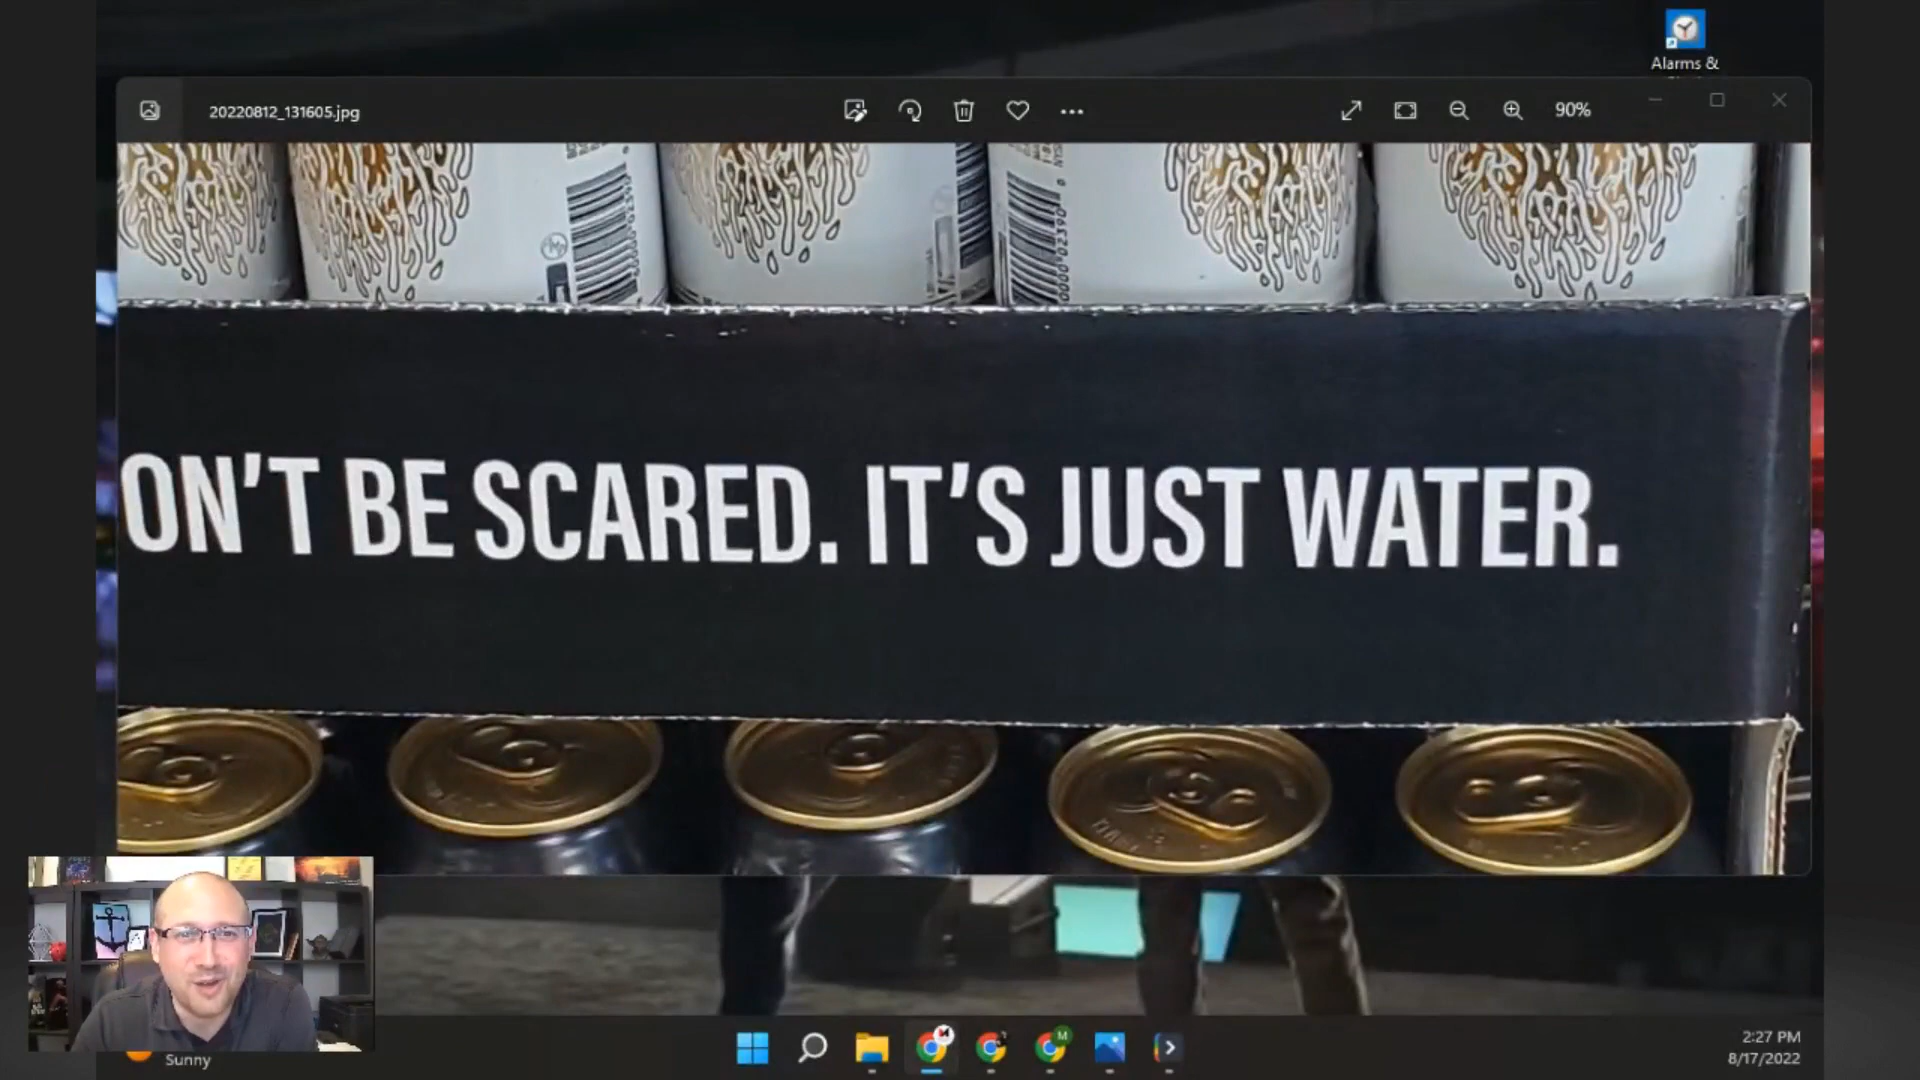 Alarms &
20220812_131605.jpg
90%
ON'T BE SCARED. IT'S JUST WATER.
M
Sunny
2:27 PM
8/17/2022